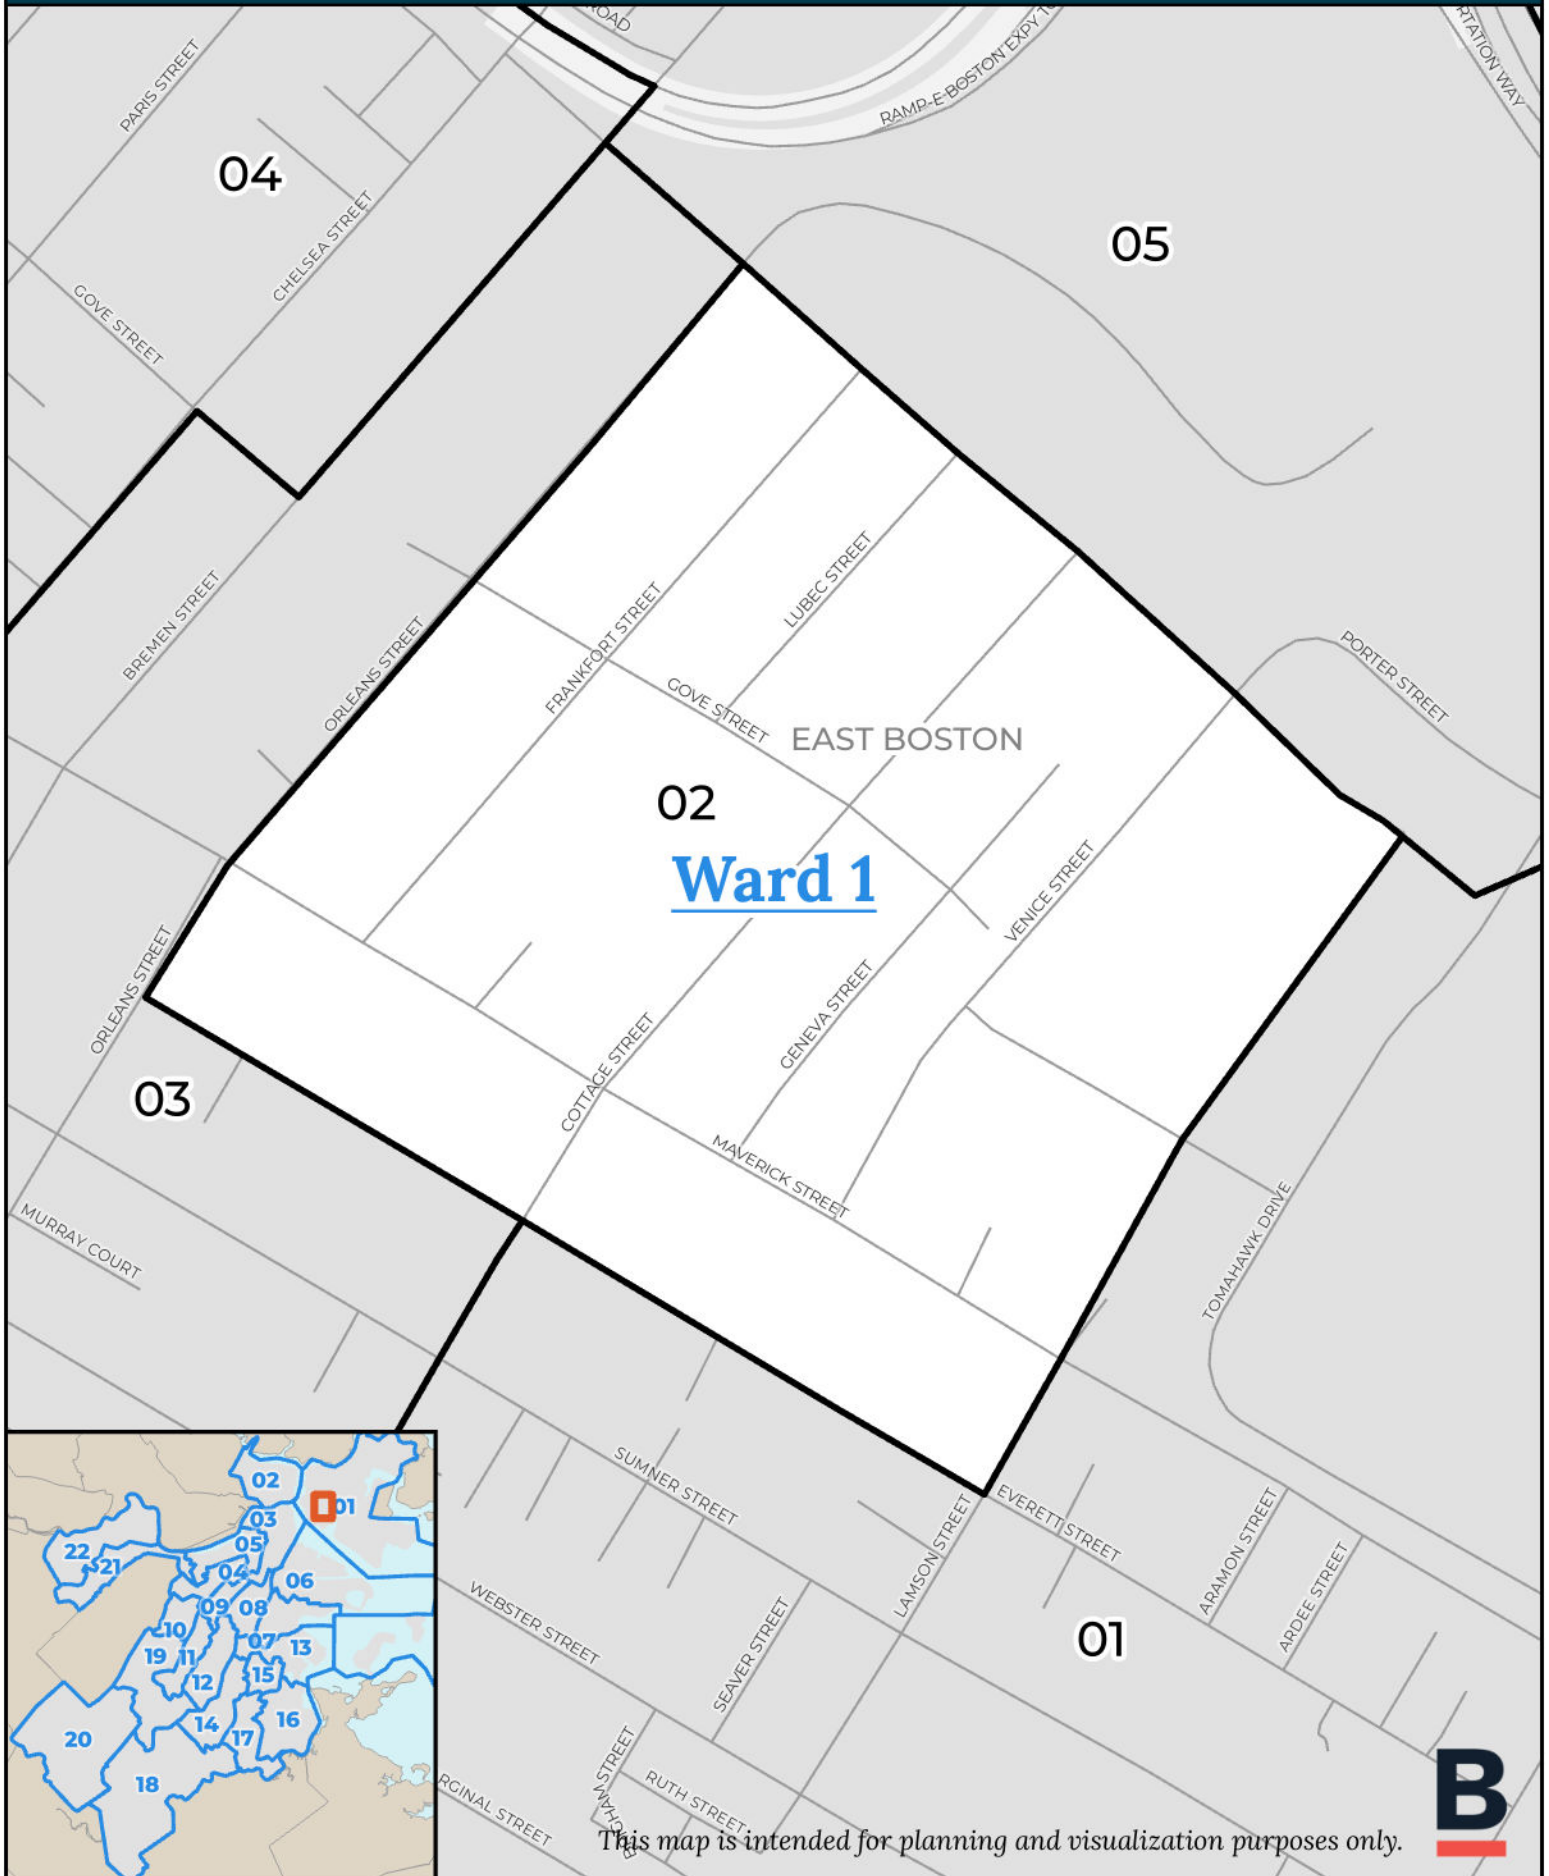 ROAD
RAMP-E-BOSTON EXPY TO
RTATION WAY
PARIS STREET
04
CHELSEA STREET
05
GOVE STREET
LUBEC STREET
BREMEN STREET
FRANKFORT STREET
ORLEANS STREET
PORTER STREET
GOVE STREET
EAST BOSTON
02
Ward 1
VENICE STREET
ORLEANS STREET
GENEVA STREET
COTTAGE STREET
03
MAVERICK STREET
MURRAY COURT
TOMAHAWK DRIVE
SUMNER STREET
EVERETT STREET
LAMSON STREET
ARAMON STREET
ARDEE STREET
WEBSTER STREET
SEAVER STREET
01
RUTH STREET
RGINAL STREET
STREET
02
01
03
05
22
21
04
06
09
08
10
07
13
19
11
12
15
14
16
17
20
18
B
This map is intended for planning and visualization purposes only.